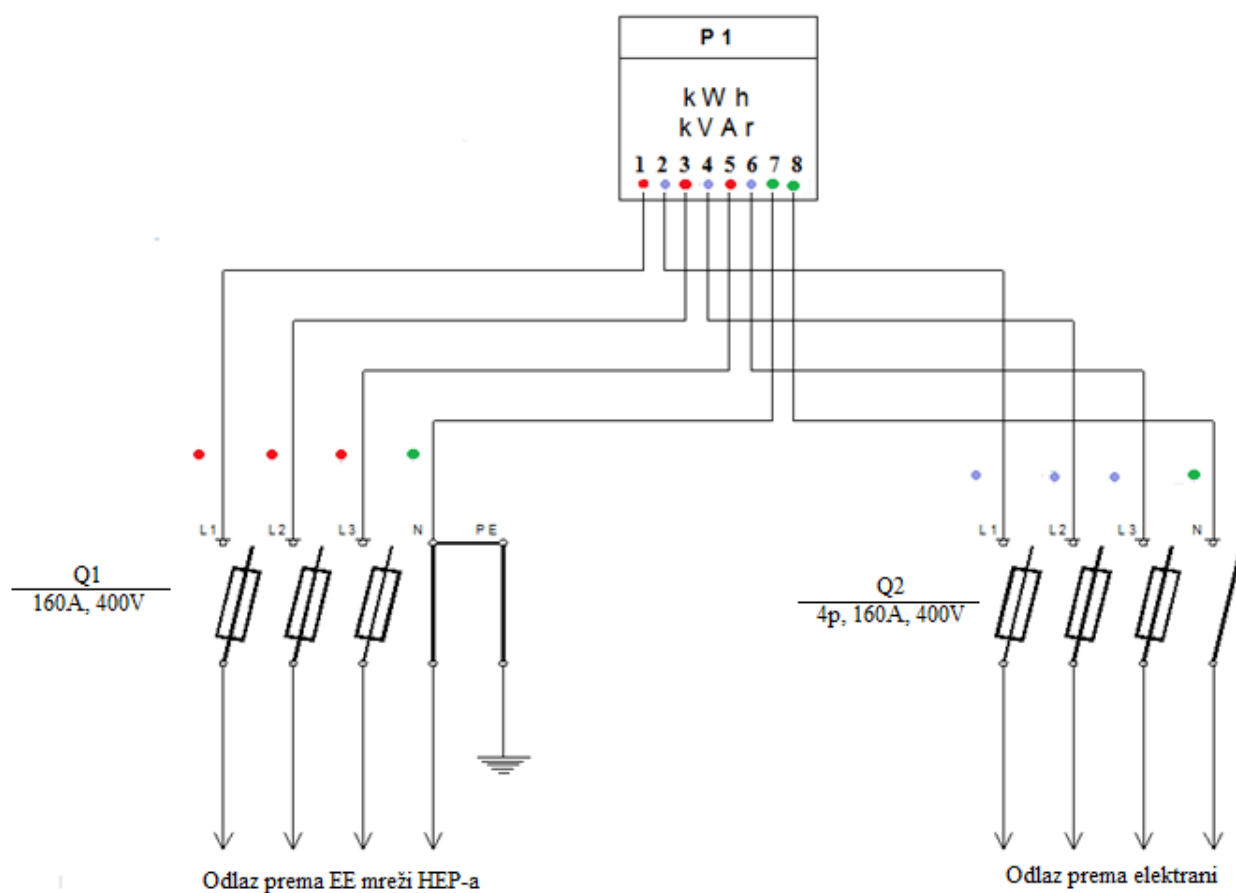 P 1
kWh
kVAr
1 2 3 4 5 6 7 8
L1 L2 L3 N PE
L1 L2 L3 N
Q1
160A, 400V
Q2
4p, 160A, 400V
Odlaz prema EE mreži HEP-a
Odlaz prema elektrani